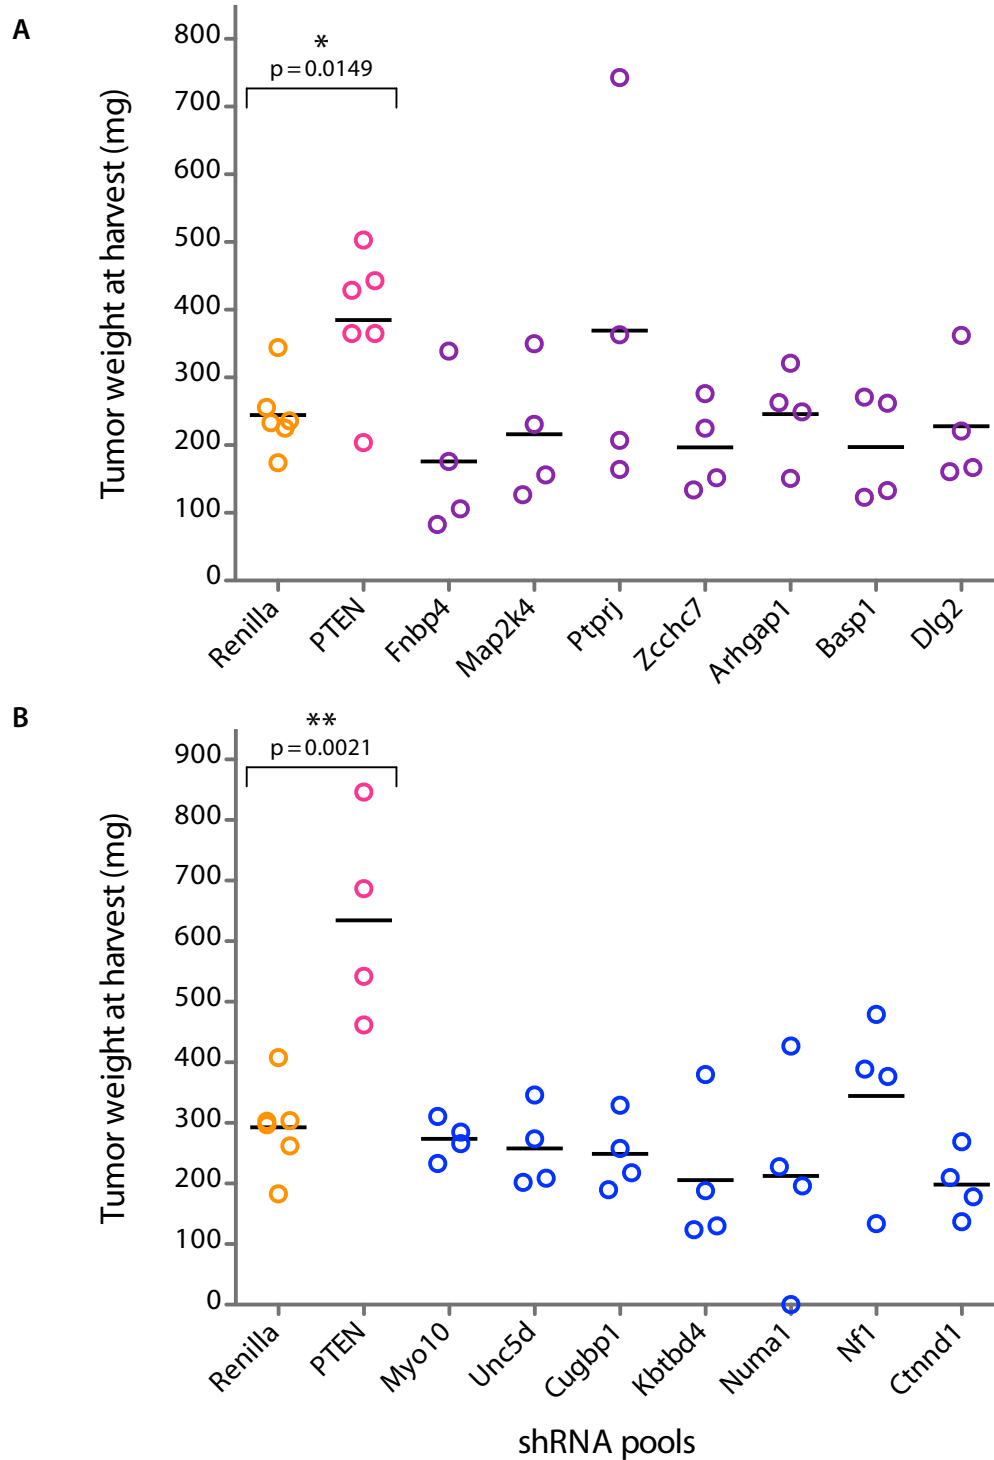 A
*
p = 0.0149
Tumor weight at harvest (mg)
800
700
600
500
400
300
200
100
0
Renilla
PTEN
Fnbp4
Map2k4
Ptprj
Zcchc7
Arhgap1
Basp1
Dlg2
B
**
p = 0.0021
Tumor weight at harvest (mg)
900
800
700
600
500
400
300
200
100
0
Renilla
PTEN
Myo10
Unc5d
Cugbp1
Kbtbd4
Numa1
Nf1
Ctnnd1
shRNA pools